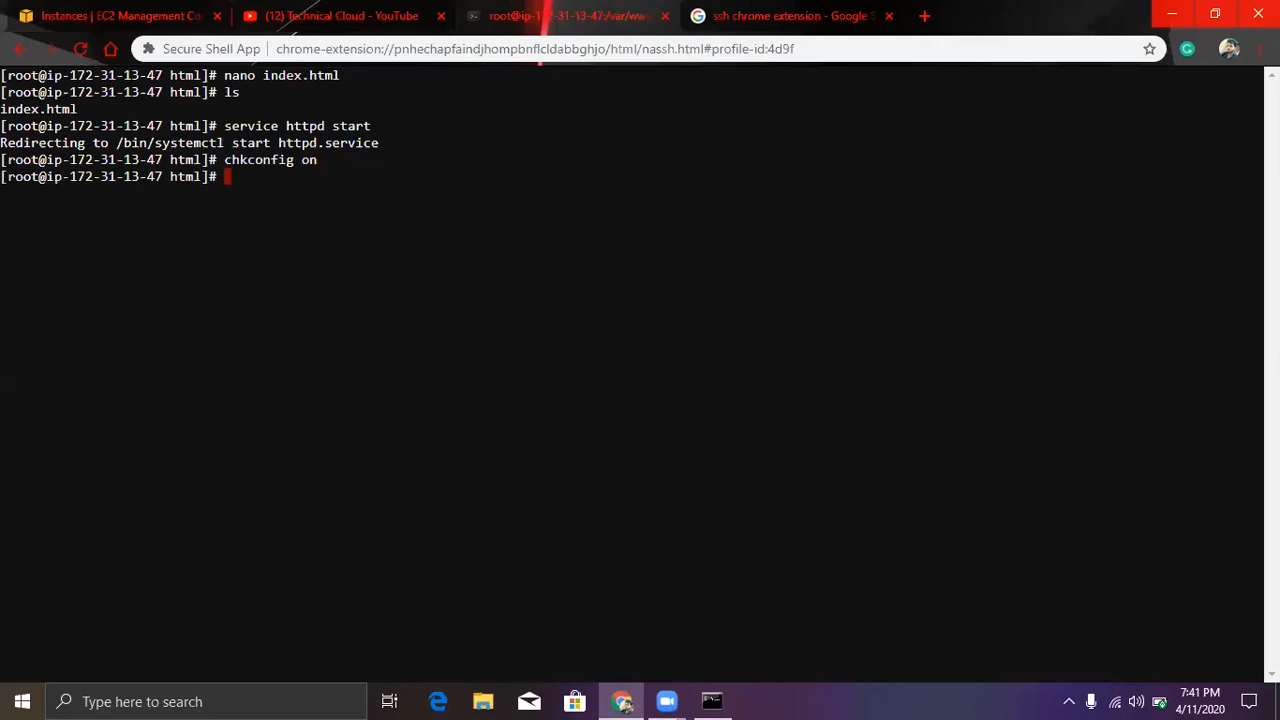 Instances | EC2 Management Con
(12) Technical Cloud - YouTube
root@ip-172-31-13-47:/var/ww
ssh chrome extension - Google S
Secure Shell App
chrome-extension://pnhechapfaindjhompbnflcldabbghjo/html/nassh.html#profile-id:4d9f
[root@ip-172-31-13-47 html]# nano index.html
[root@ip-172-31-13-47 html]# ls
index.html
[root@ip-172-31-13-47 html]# service httpd start
Redirecting to /bin/systemctl start httpd.service
[root@ip-172-31-13-47 html]# chkconfig on
[root@ip-172-31-13-47 html]#
Type here to search
7:41 PM
4/11/2020